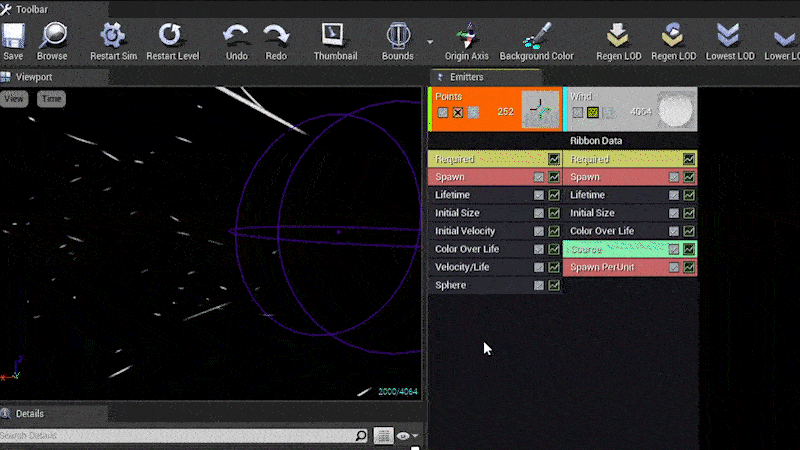 Toolbar
Save
Browse
Restart Sim
Restart Level
Undo
Redo
Thumbnail
Bounds
Origin Axis
Background Color
Regen LOD
Regen LOD
Lowest LOD
Lower LO
Viewport
Emitters
View
Time
Points
252
Wind
4064
Ribbon Data
Required
Required
Spawn
Spawn
Lifetime
Lifetime
Initial Size
Initial Size
Initial Velocity
Color Over Life
Color Over Life
Source
Velocity/Life
Spawn PerUnit
Sphere
Z
X
Y
2000/4064
Details
Search Details